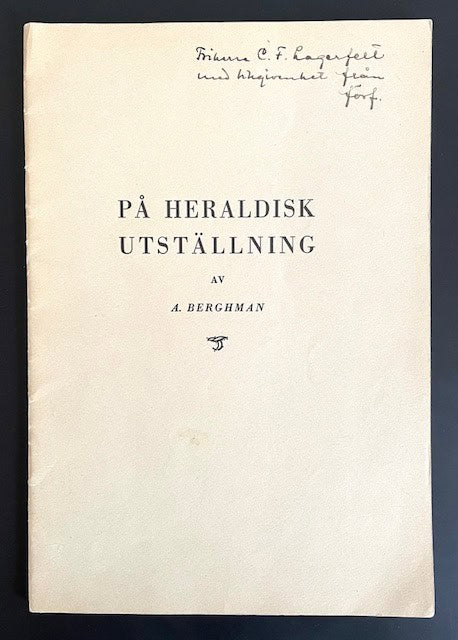 Friherre C. F. Lagerfelt
med tillgivenhet från
förf.
PÅ HERALDISK
UTSTÄLLNING
AV
A. BERGHMAN